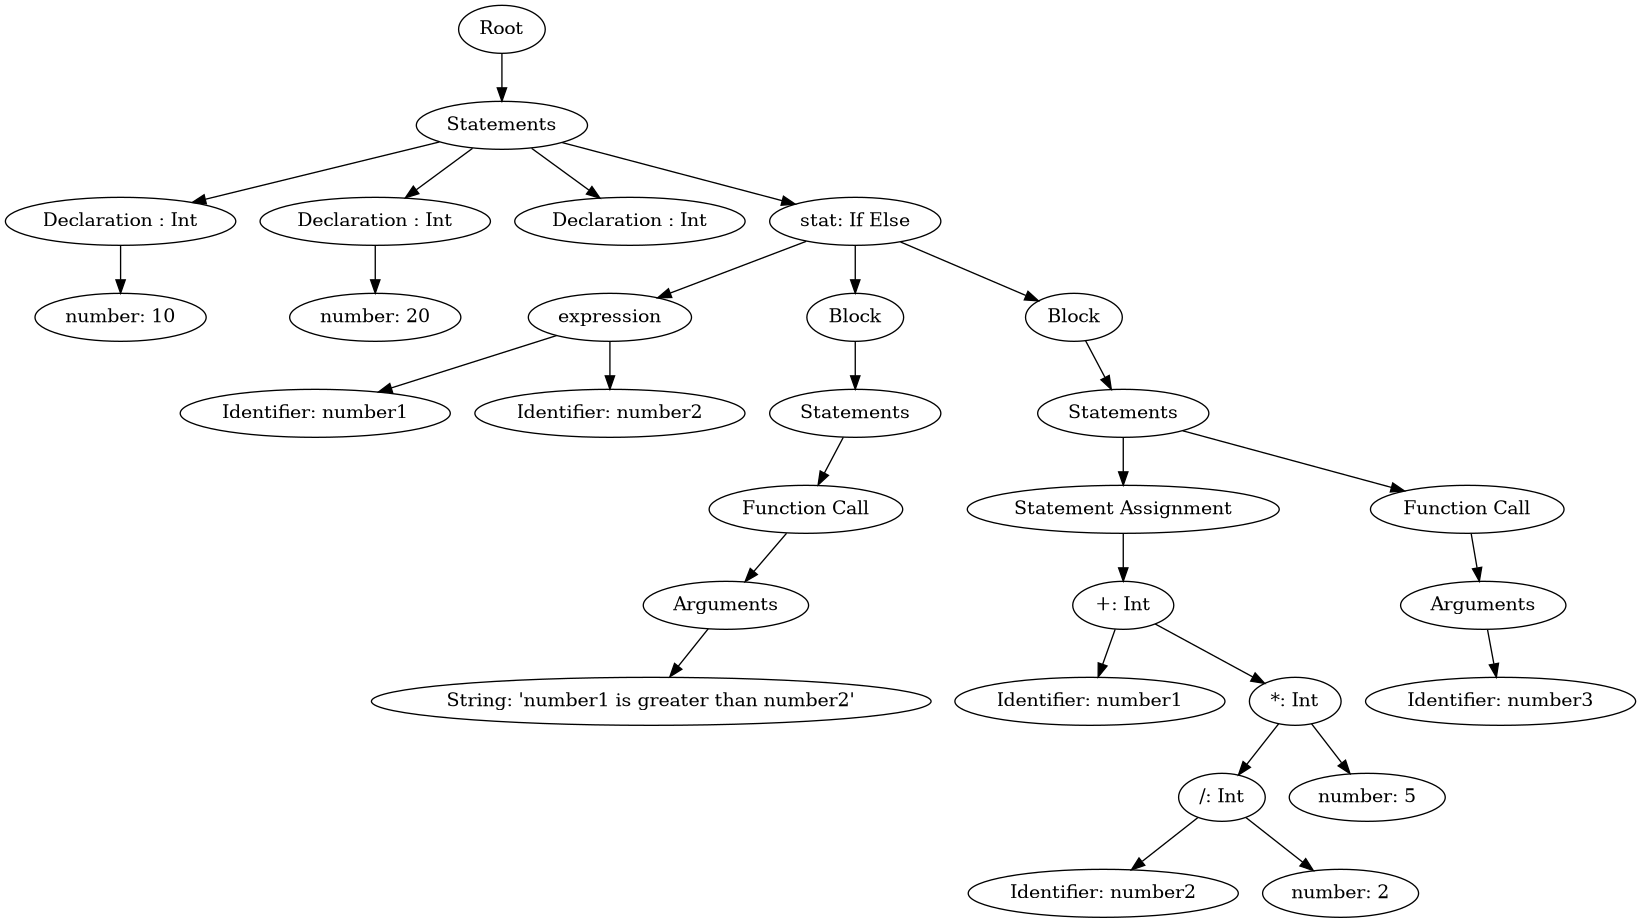 Root
Statements
Declaration : Int
Declaration : Int
Declaration : Int
stat: If Else
number: 10
number: 20
expression
Block
Block
Identifier: number1
Identifier: number2
Statements
Statements
Function Call
Statement Assignment
Function Call
Arguments
+: Int
Arguments
String: 'number1 is greater than number2'
Identifier: number1
*: Int
Identifier: number3
/: Int
number: 5
Identifier: number2
number: 2